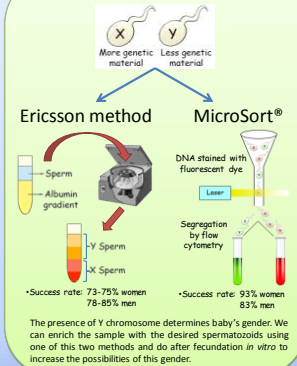 X
Y
More genetic material
Less genetic material
Ericsson method
MicroSort®
Sperm
Albumin
gradient
Y Sperm
X Sperm
•Success rate: 73-75% women
78-85% men
DNA stained with
fluorescent dye
Laser
Segregation
by flow
cytometry
•Success rate: 93% women
83% men
The presence of Y chromosome determines baby's gender. We
can enrich the sample with the desired spermatozoids using
one of this two methods and do after fecundation in vitro to
increase the possibilities of this gender.